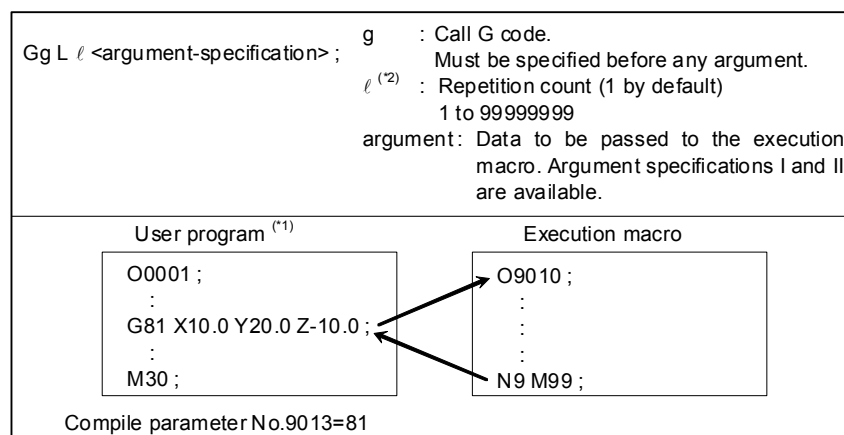 Gg L ℓ <argument-specification> ;
g : Call G code.
Must be specified before any argument.
ℓ (*2) : Repetition count (1 by default)
1 to 99999999
argument : Data to be passed to the execution
macro. Argument specifications I and II
are available.
User program (*1)
O0001 ;
:
G81 X10.0 Y20.0 Z-10.0 ;
:
M30 ;
Execution macro
O9010 ;
:
:
:
N9 M99 ;
Compile parameter No.9013=81